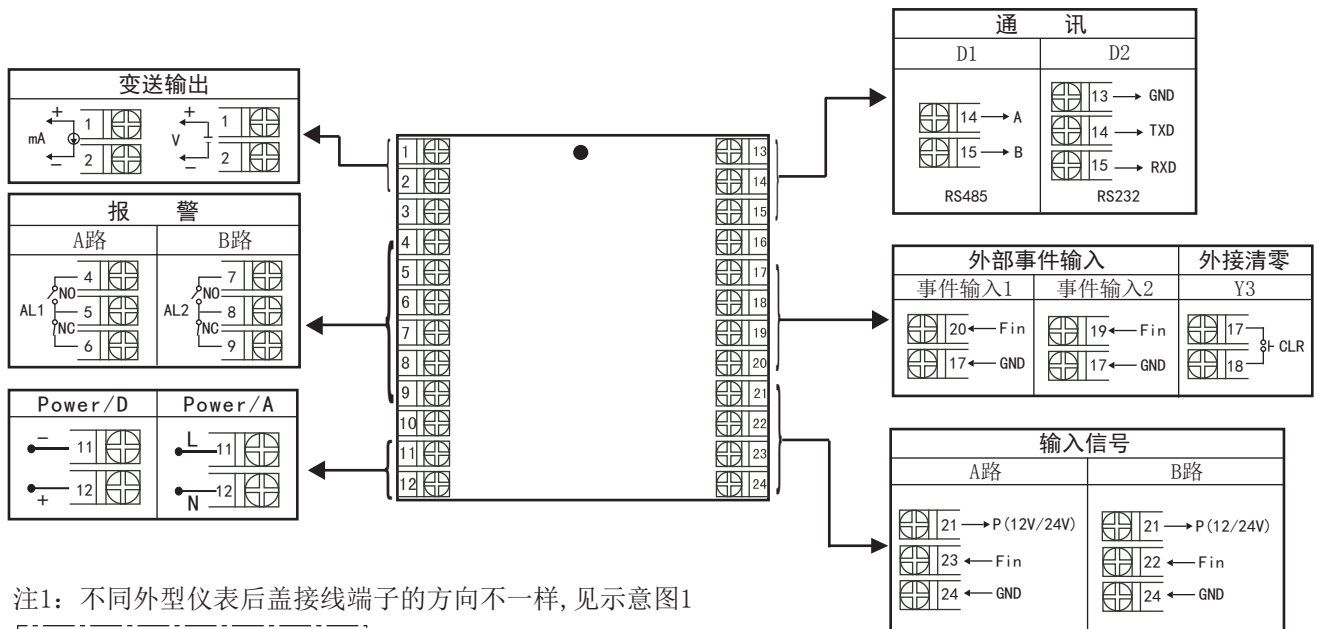 变送输出
+ 1 + 1
mA V
- 2 - 2
报 警
A路 B路
4 7
NO NO
AL1 5 AL2 8
NC NC
6 9
Power/D Power/A
- 11 L 11
+ 12 N 12
1 13
2 14
3 15
4 16
5 17
6 18
7 19
8 20
9 21
10 22
11 23
12 24
通 讯
D1 D2
13 GND
14 A 14 TXD
15 B 15 RXD
RS485 RS232
外部事件输入 外接清零
事件输入1 事件输入2 Y3
20 Fin 19 Fin 17
CLR
17 GND 17 GND 18
输入信号
A路 B路
21 P(12V/24V) 21 P(12/24V)
23 Fin 22 Fin
24 GND 24 GND
注1: 不同外型仪表后盖接线端子的方向不一样,见示意图1